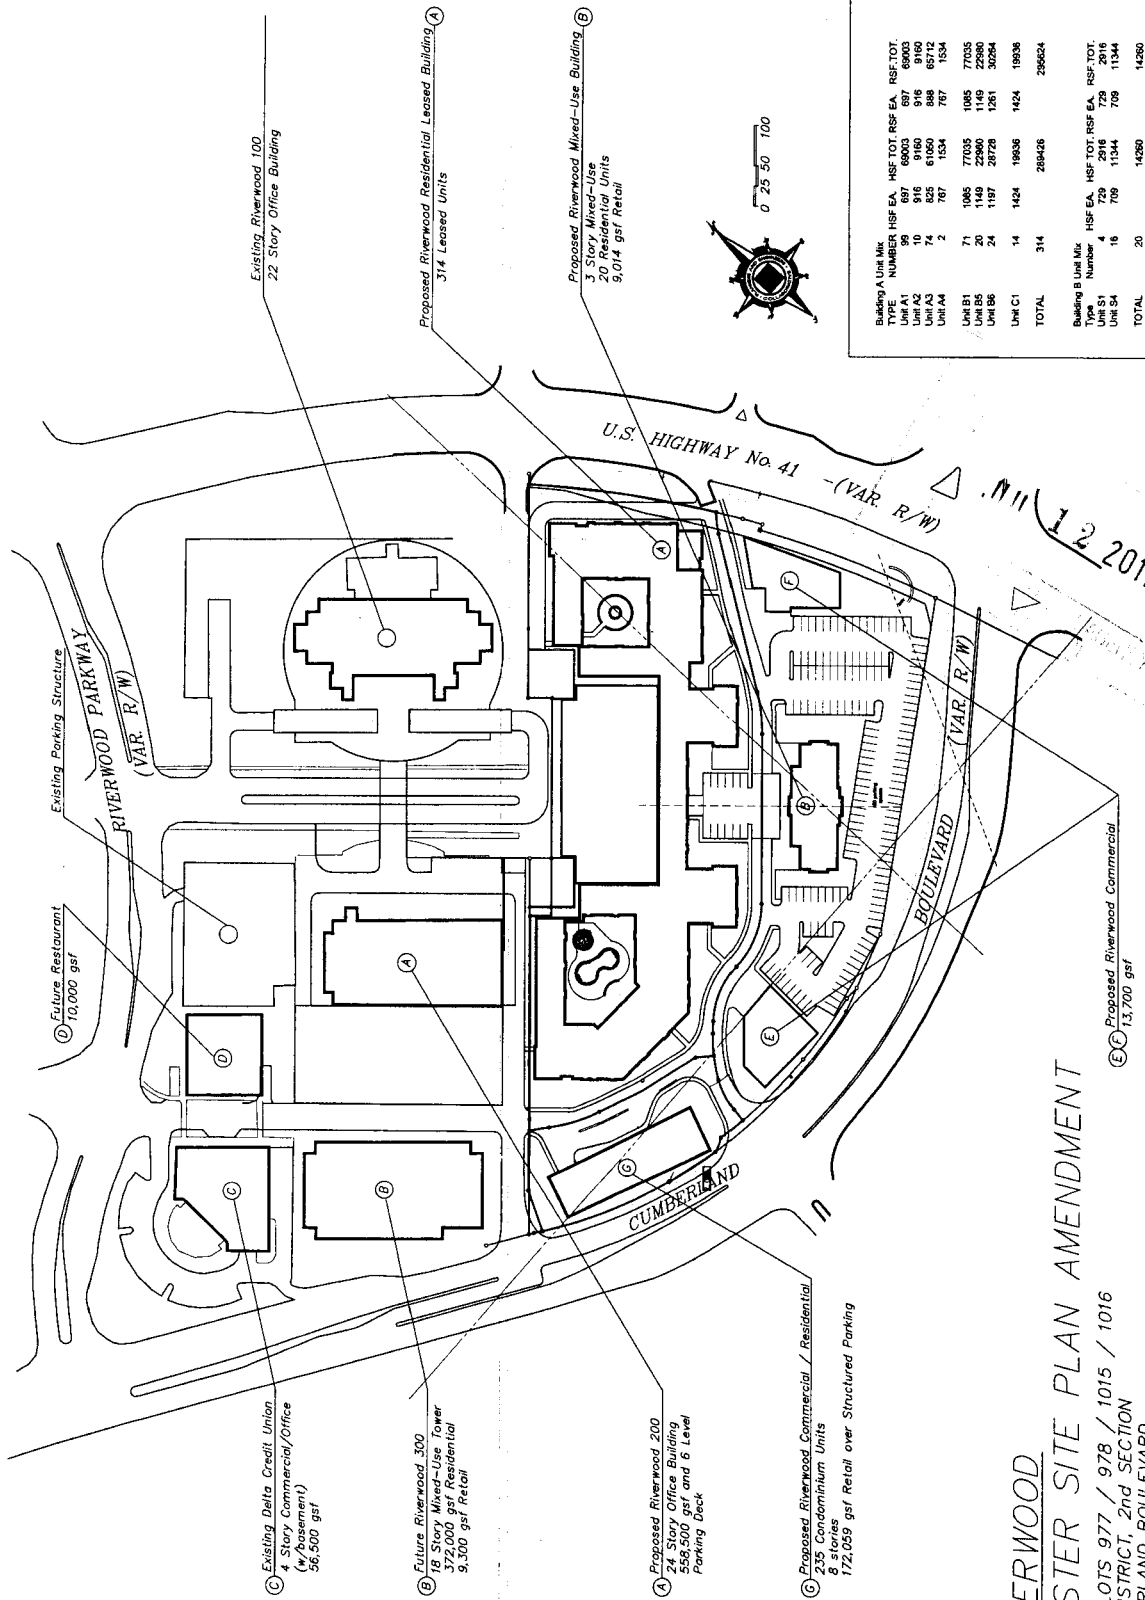 Existing Riverwood 100
22 Story Office Building
A
Proposed Riverwood Residential Leased Building
314 Leased Units
B
Proposed Riverwood Mixed-Use Building
3 Story Mixed-Use
20 Residential Units
9,014 gsf Retail
0 25 50 100
Building A Unit Mix
TYPE NUMBER HSF EA. HSF TOT. RSF EA. RSF.TOT.
Unit A1 99 697 69003 697 69003
Unit A2 10 916 9160 916 9160
Unit A3 74 825 61050 888 65712
Unit A4 2 767 1534 767 1534
Unit B1 71 1085 77035 1085 77035
Unit B5 20 1149 22980 1149 22980
Unit B6 24 1197 28728 1261 30264
Unit C1 14 1424 19936 1424 19936
TOTAL 314 289426 295624
Building B Unit Mix
Type Number HSF EA. HSF TOT. RSF EA. RSF.TOT.
Unit S1 4 729 2916 729 2916
Unit S4 16 709 11344 709 11344
TOTAL 20 14260 14260
Existing Parking Structure
RIVERWOOD PARKWAY
(VAR. R/W)
D Future Restaurant
10,000 gsf
U.S. HIGHWAY No. 41 -(VAR. R/W)
12 201
A
F
B
A
D
E
C
B
G
CUMBERLAND
BOULEVARD
(VAR. R/W)
C Existing Delta Credit Union
4 Story Commercial/Office
(w/basement)
56,500 gsf
B Future Riverwood 300
18 Story Mixed-Use Tower
372,000 gsf Residential
9,300 gsf Retail
A Proposed Riverwood 200
24 Story Office Building
558,500 gsf and 6 Level
Parking Deck
G Proposed Riverwood Commercial / Residential
235 Condominium Units
8 stories
172,059 gsf Retail over Structured Parking
E F Proposed Riverwood Commercial
13,700 gsf
ERWOOD
STER SITE PLAN AMENDMENT
LOTS 977 / 978 / 1015 / 1016
ISTRICT, 2nd SECTION
RLAND BOULEVARD